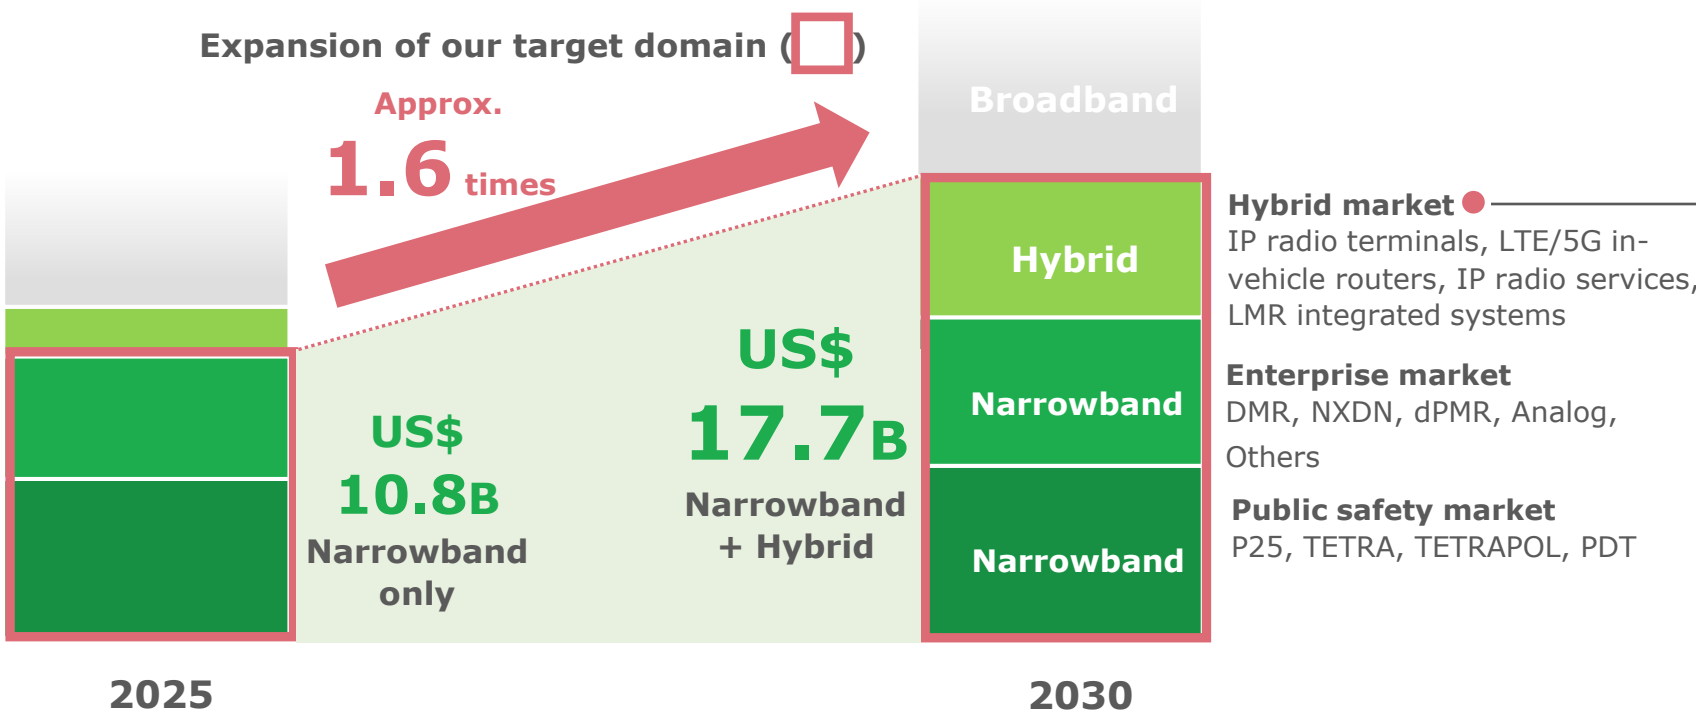 Expansion of our target domain ( )
Approx.
1.6 times
US$
10.8B
Narrowband
only
US$
17.7B
Narrowband
+ Hybrid
Broadband
Hybrid
Narrowband
Narrowband
Hybrid market
IP radio terminals, LTE/5G in-
vehicle routers, IP radio services,
LMR integrated systems
Enterprise market
DMR, NXDN, dPMR, Analog,
Others
Public safety market
P25, TETRA, TETRAPOL, PDT
2025
2030